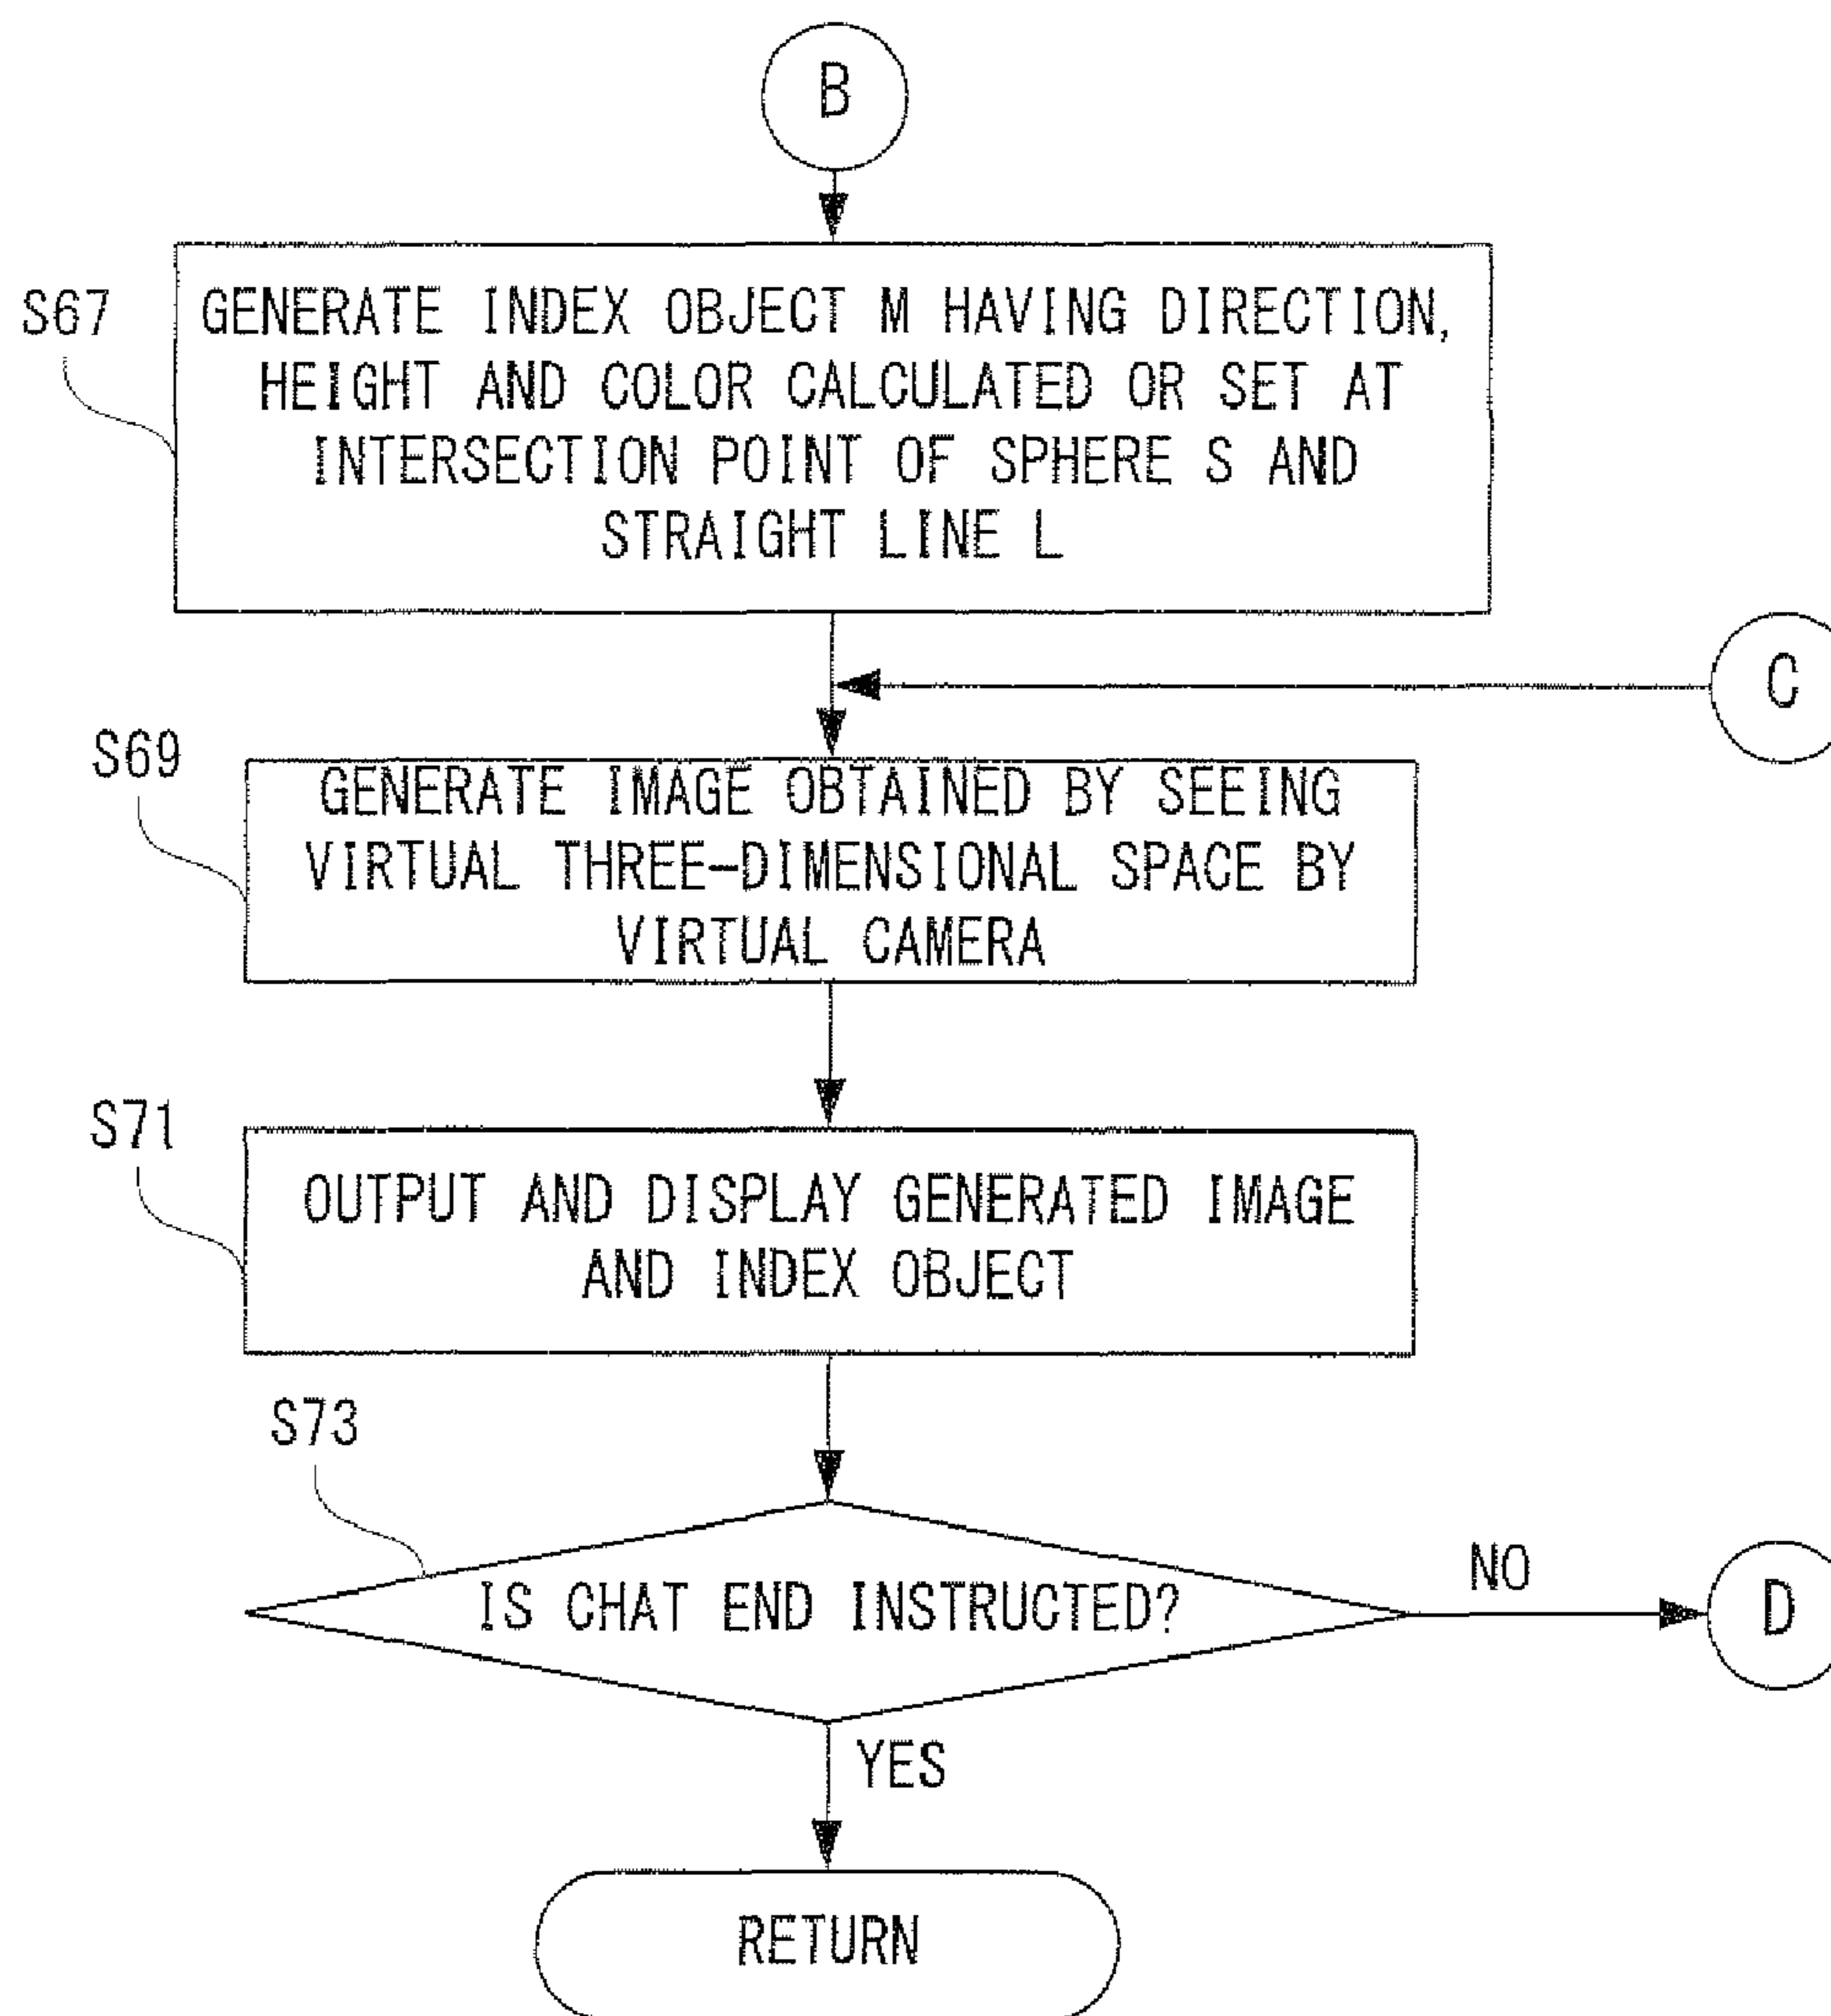 B
S67
GENERATE INDEX OBJECT M HAVING DIRECTION,
HEIGHT AND COLOR CALCULATED OR SET AT
INTERSECTION POINT OF SPHERE S AND
STRAIGHT LINE L
C
S69
GENERATE IMAGE OBTAINED BY SEEING
VIRTUAL THREE-DIMENSIONAL SPACE BY
VIRTUAL CAMERA
S71
OUTPUT AND DISPLAY GENERATED IMAGE
AND INDEX OBJECT
S73
IS CHAT END INSTRUCTED?
NO
D
YES
RETURN